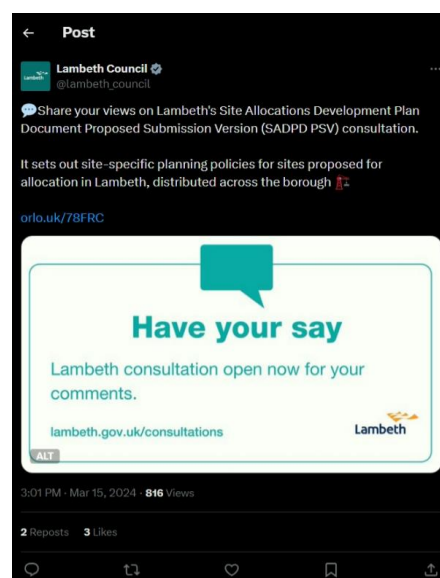 Post
Lambeth Council
@lambeth_council
Lambeth
💬Share your views on Lambeth's Site Allocations Development Plan
Document Proposed Submission Version (SADPD PSV) consultation.
It sets out site-specific planning policies for sites proposed for
allocation in Lambeth, distributed across the borough 🏗️
orlo.uk/78FRC
Have your say
Lambeth consultation open now for your
comments.
lambeth.gov.uk/consultations
Lambeth
ALT
3:01 PM · Mar 15, 2024 · 816 Views
2 Reposts 3 Likes